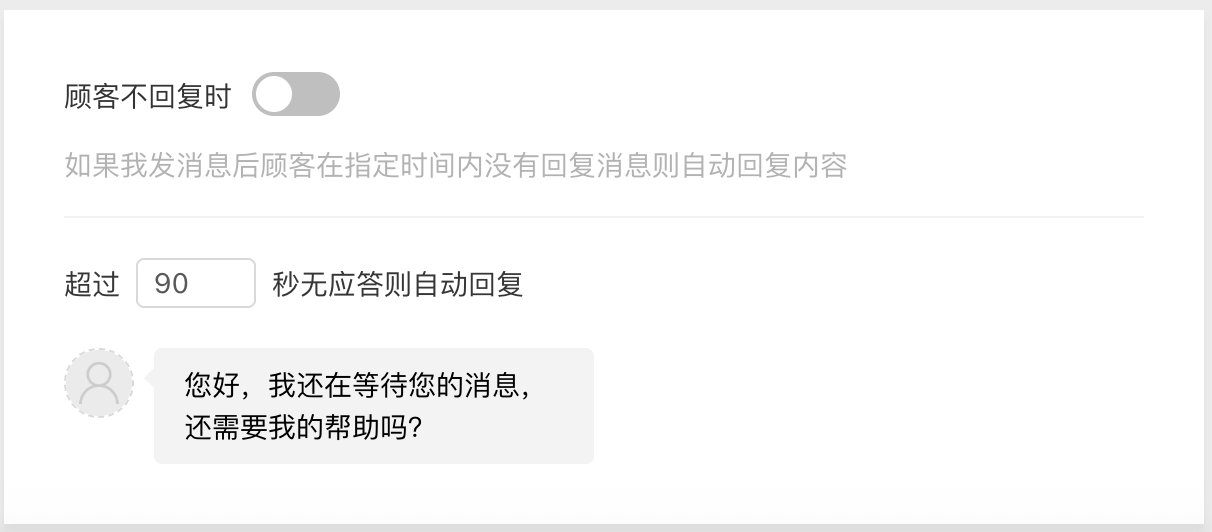 顾客不回复时
如果我发消息后顾客在指定时间内没有回复消息则自动回复内容
超过 90 秒无应答则自动回复
您好，我还在等待您的消息，
还需要我的帮助吗?